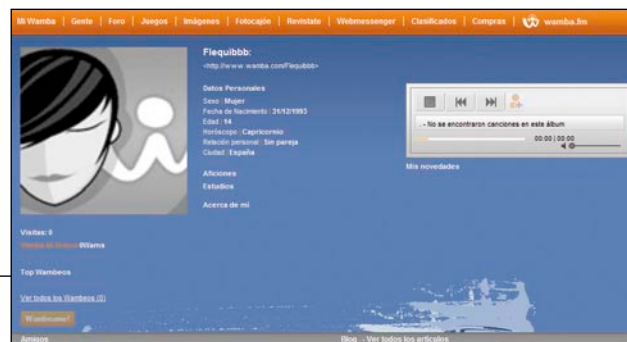 Mi Wamba | Gente | Foro | Juegos | Imágenes | Fotocajón | Revistate | Webmessenger | Clasificados | Compras | wamba.fm
Flequibbb:
<http://www.wamba.com/Flequibbb>
Datos Personales
Sexo : Mujer
Fecha de Nacimiento : 31/12/1993
Edad : 14
Horóscopo : Capricornio
Relación personal : Sin pareja
Ciudad : España
Aficiones
Estudios
Acerca de mí
. - No se encontraron canciones en este álbum
00:00 | 00:00
Mis novedades
Visitas: 8
0Wams
Top Wambeos
Ver todos los Wambeos (0)
Wambeame!
Amigos
Blog - Ver todos los artículos